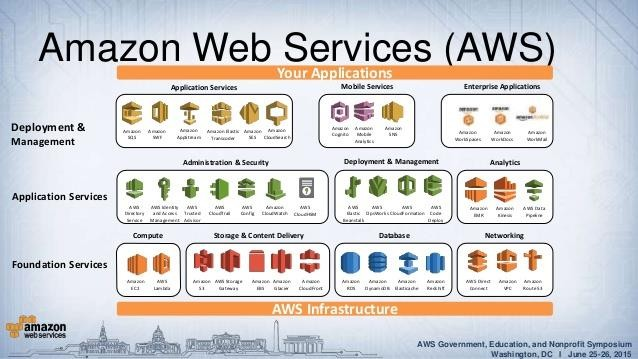 Amazon Web Services (AWS)
Your Applications
Application Services
Mobile Services
Enterprise Applications
Deployment &
Management
Amazon
SQS
Amazon
SWF
Amazon
AppStream
Amazon Elastic
Transcoder
Amazon
SES
Amazon
CloudSearch
Amazon
Cognito
Amazon
Mobile
Analytics
Amazon
SNS
Amazon
WorkSpaces
Amazon
WorkDocs
Amazon
WorkMail
Administration & Security
Deployment & Management
Analytics
Application Services
AWS
Directory
Service
AWS Identity
and Access
Management
AWS
Trusted
Advisor
AWS
CloudTrail
AWS
Config
Amazon
CloudWatch
AWS
CloudHSM
AWS
Elastic
Beanstalk
AWS
OpsWorks
AWS
CloudFormation
AWS
Code
Deploy
Amazon
EMR
Amazon
Kinesis
AWS Data
Pipeline
Compute
Storage & Content Delivery
Database
Networking
Foundation Services
Amazon
EC2
AWS
Lambda
Amazon
S3
AWS Storage
Gateway
Amazon
EBS
Amazon
Glacier
Amazon
CloudFront
Amazon
RDS
Amazon
DynamoDB
Amazon
Elasticache
Amazon
Redshift
AWS Direct
Connect
Amazon
VPC
Amazon
Route 53
AWS Infrastructure
amazon
web services
AWS Government, Education, and Nonprofit Symposium
Washington, DC I June 25-26, 2015